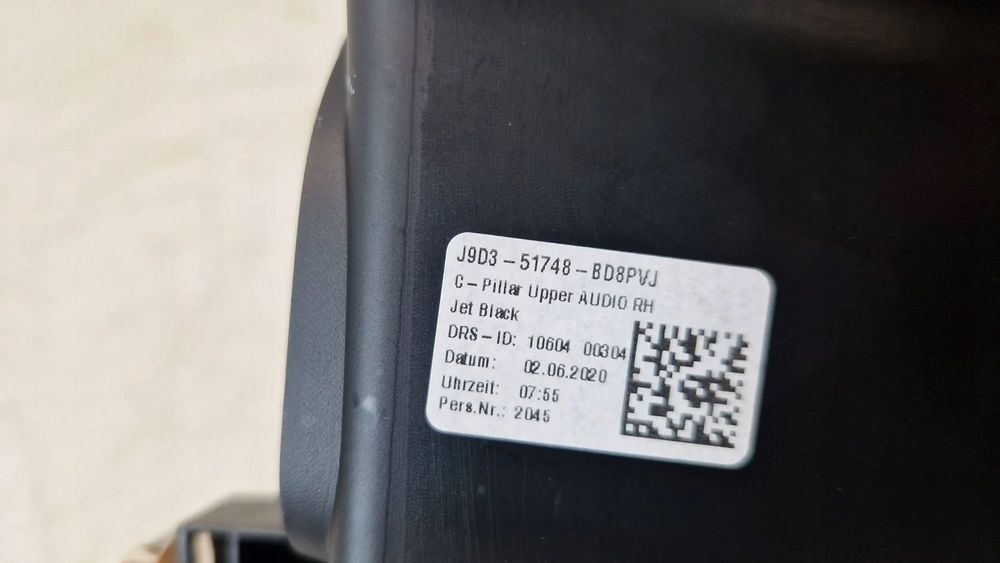 J9D3-51748-BD8PVJ
C-Pillar Upper AUDIO RH
Jet Black
DRS-ID: 10604 00304
Datum: 02.06.2020
Uhrzeit: 07:55
Pers.Nr.: 2045